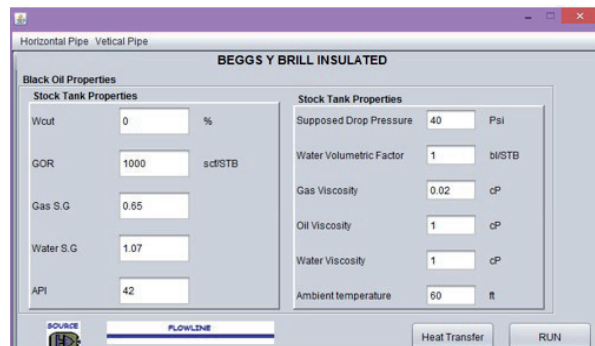 Horizontal Pipe Vetical Pipe
BEGGS Y BRILL INSULATED
Black Oil Properties
Stock Tank Properties
Wcut 0 %
GOR 1000 scf/STB
Gas S.G 0.65
Water S.G 1.07
API 42
Stock Tank Properties
Supposed Drop Pressure 40 Psi
Water Volumetric Factor 1 bl/STB
Gas Viscosity 0.02 cP
Oil Viscosity 1 cP
Water Viscosity 1 cP
Ambient temperature 60 ft
SOURCE FLOWLINE
Heat Transfer RUN